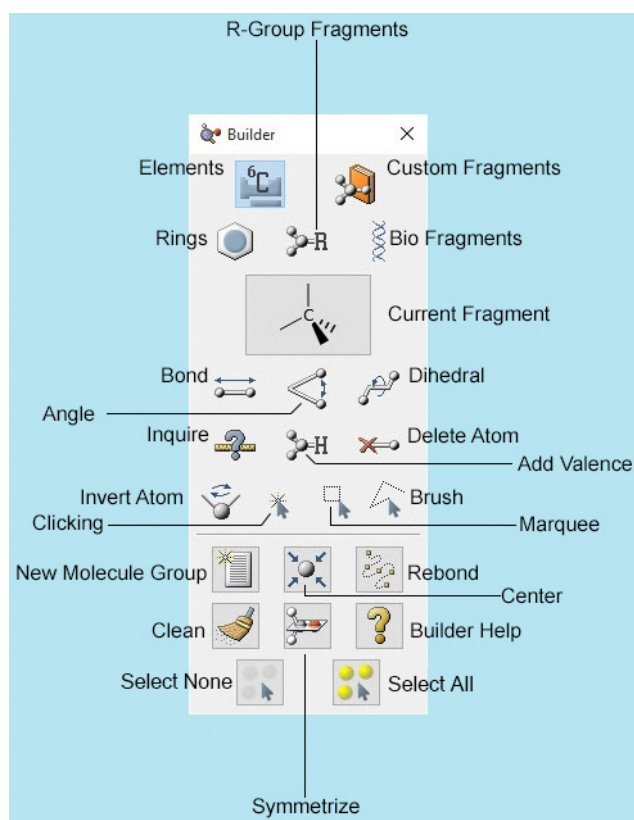 R-Group Fragments
Builder
Elements
6C
Custom Fragments
Rings
R
Bio Fragments
C
Current Fragment
Bond
Dihedral
Angle
Inquire
H
Delete Atom
Add Valence
Invert Atom
Brush
Clicking
Marquee
New Molecule Group
Rebond
Center
Clean
Builder Help
Select None
Select All
Symmetrize